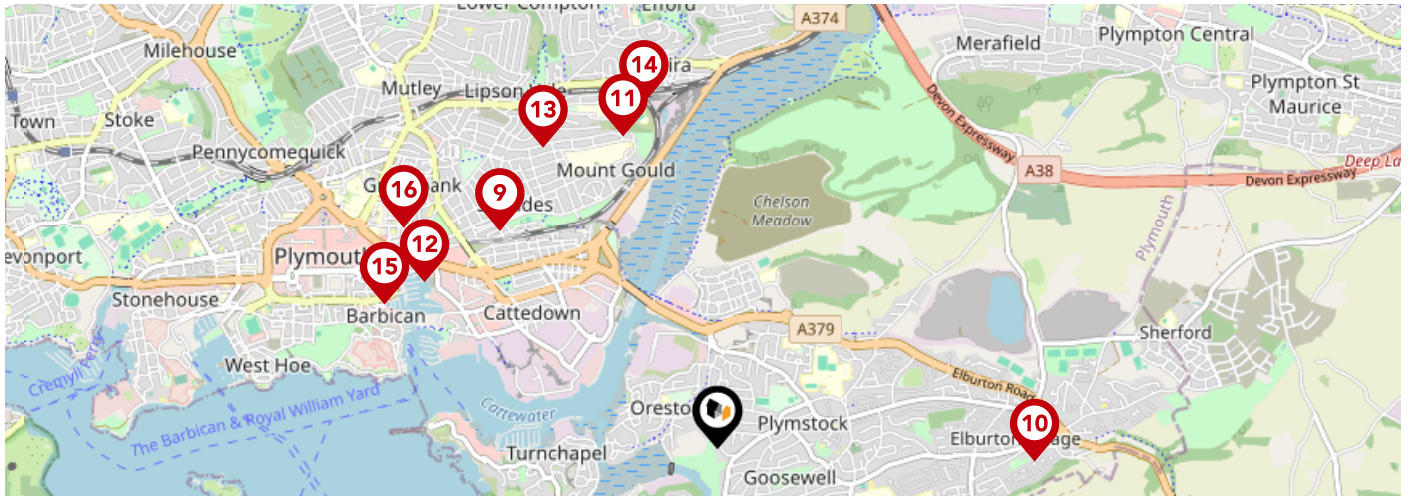 Lower Compton
Efford
A374
Milehouse
Merafield
Plympton Central
14
Mutley
Lipson
11
Plympton St
Maurice
13
Town
Stoke
Devon Expressway
Pennycomequick
Mount Gould
A38
Devon Expressway
16
9
Chelson
Meadow
Plymouth
12
Plymouth
15
Stonehouse
Barbican
Cattedown
A379
Sherford
Cremyll Ferry
West Hoe
Elburton Road
The Barbican & Royal William Yard
Cattewater
10
Plymstock
Turnchapel
Goosewell